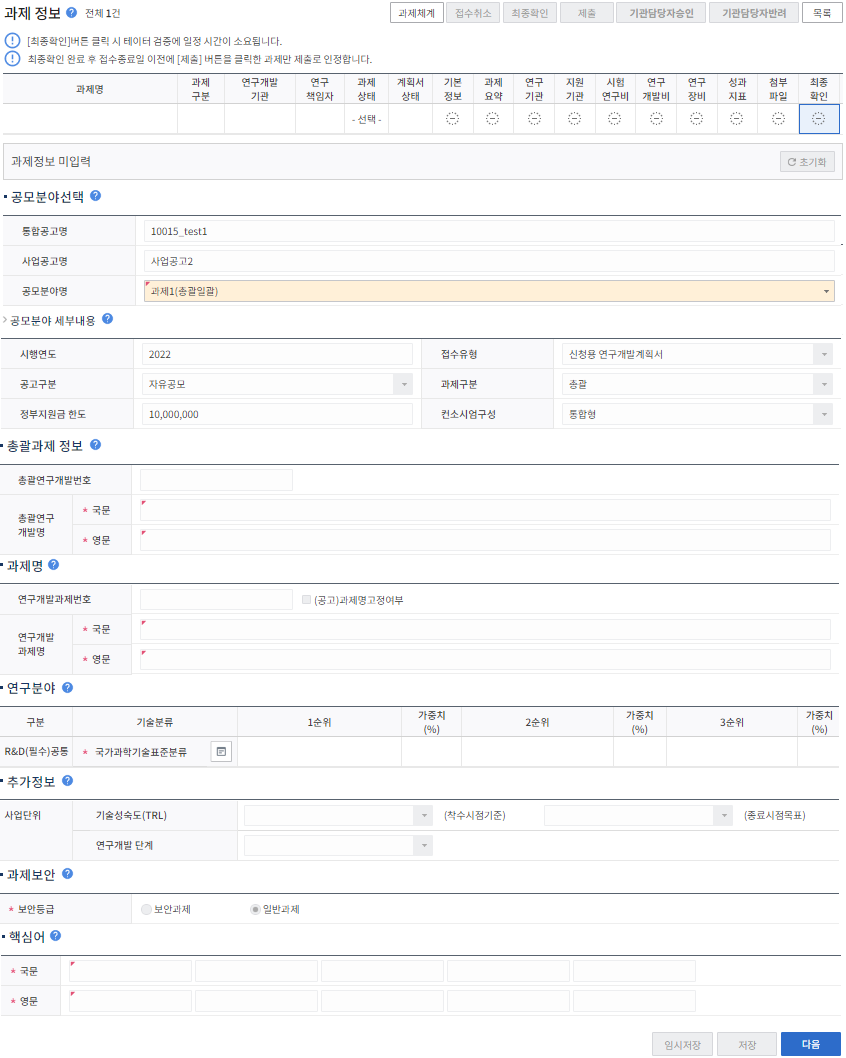 과제 정보 전체 1건 과제체계 접수취소 최종확인 제출 기관담당자승인 기관담당자반려 목록
[최종확인]버튼 클릭 시 테이터 검증에 일정 시간이 소요됩니다.
최종확인 완료 후 접수종료일 이전에 [제출] 버튼을 클릭한 과제만 제출로 인정합니다.
과제명 과제 구분 연구개발 기관 연구 책임자 과제 상태 계획서 상태 기본 정보 과제 요약 연구 기관 지원 기관 시험 연구비 연구 개발비 연구 장비 성과 지표 첨부 파일 최종 확인
- 선택 -
과제정보 미입력 초기화
공모분야선택
통합공고명 10015_test1
사업공고명 사업공고2
공모분야명 과제1(총괄일괄)
공모분야 세부내용
시행연도 2022 접수유형 신청용 연구개발계획서
공고구분 자유공모 과제구분 총괄
정부지원금 한도 10,000,000 컨소시엄구성 통합형
총괄과제 정보
총괄연구개발번호
총괄연구 개발명 * 국문
* 영문
과제명
연구개발과제번호 (공고)과제명고정여부
연구개발 과제명 * 국문
* 영문
연구분야
구분 기술분류 1순위 가중치 (%) 2순위 가중치 (%) 3순위 가중치 (%)
R&D(필수)공통 * 국가과학기술표준분류
추가정보
사업단위 기술성숙도(TRL) (착수시점기준) (종료시점목표)
연구개발 단계
과제보안
* 보안등급 보안과제 일반과제
핵심어
* 국문
* 영문
임시저장 저장 다음